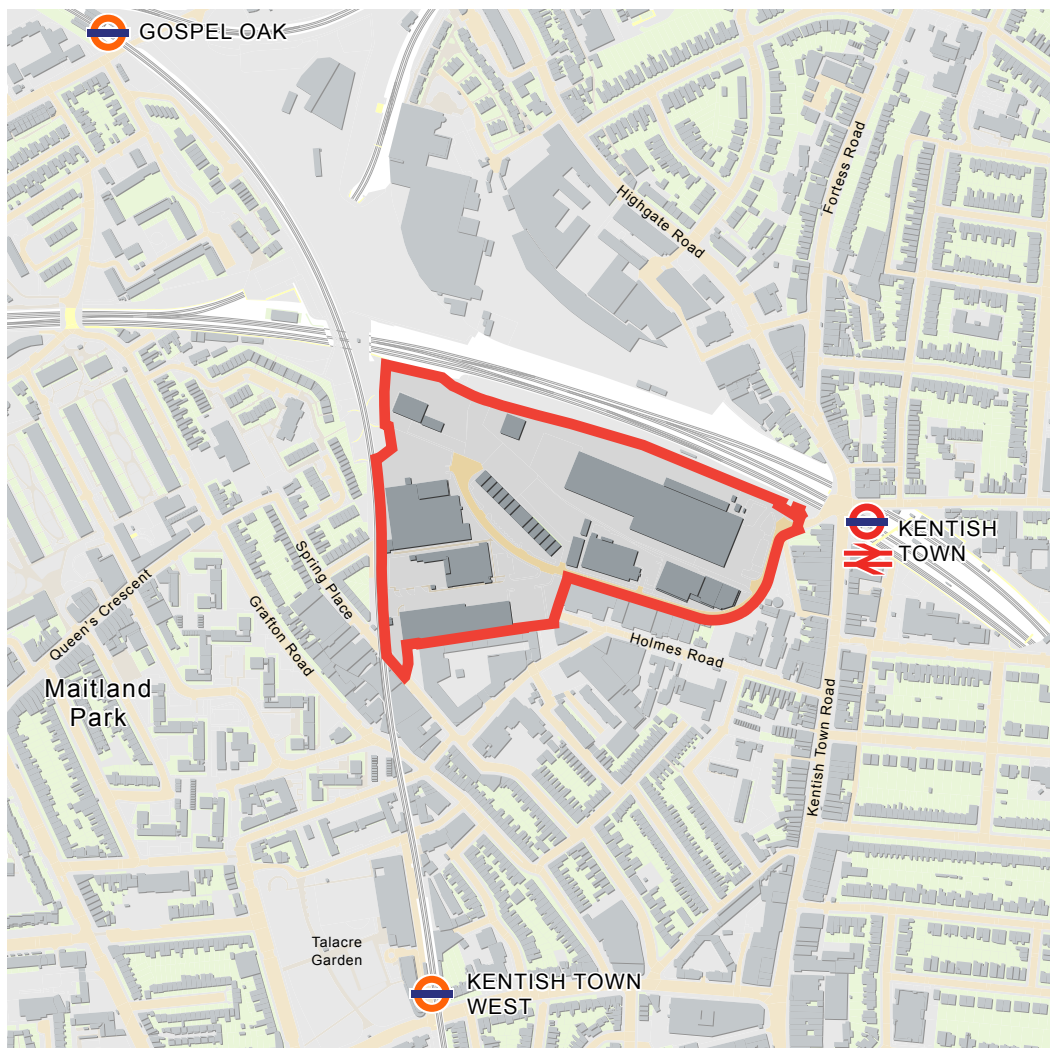 GOSPEL OAK
Fortess Road
Highgate Road
KENTISH
TOWN
Spring Place
Queen's Crescent
Grafton Road
Holmes Road
Maitland
Park
Kentish Town Road
Talacre
Garden
KENTISH TOWN
WEST